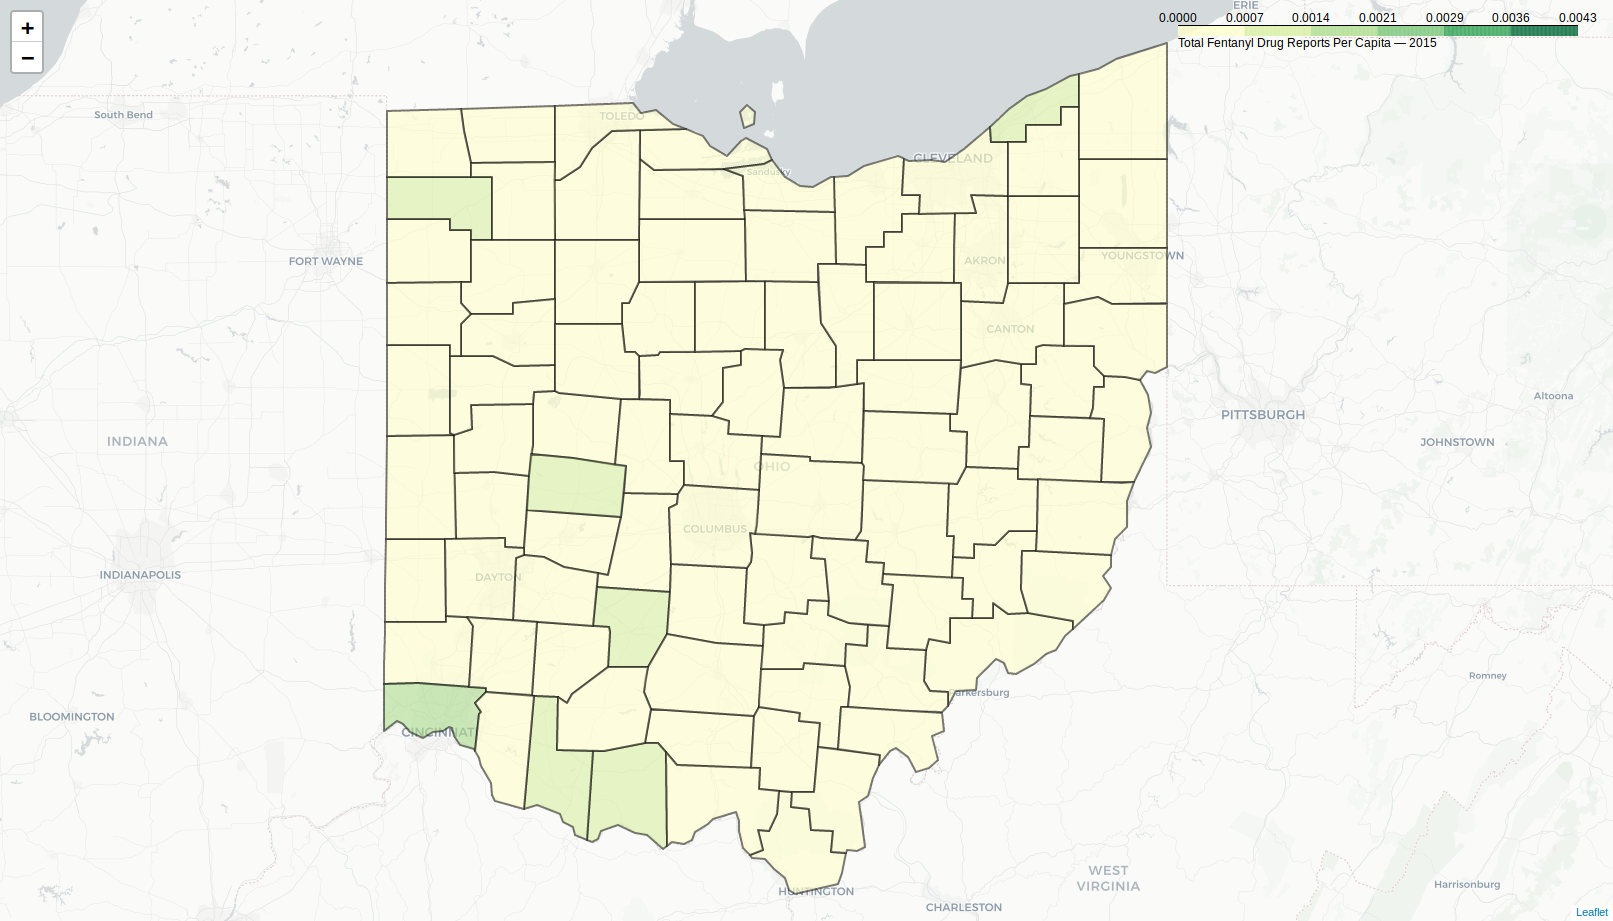 +
−
ERIE
0.0000 0.0007 0.0014 0.0021 0.0029 0.0036 0.0043
Total Fentanyl Drug Reports Per Capita — 2015
South Bend
TOLEDO
CLEVELAND
Sandusky
FORT WAYNE
AKRON
YOUNGSTOWN
CANTON
Altoona
PITTSBURGH
INDIANA
JOHNSTOWN
OHIO
COLUMBUS
INDIANAPOLIS
DAYTON
Romney
arkersburg
BLOOMINGTON
CINCINNAT
WEST
VIRGINIA
Harrisonburg
HUNTINGTON
CHARLESTON
Leaflet